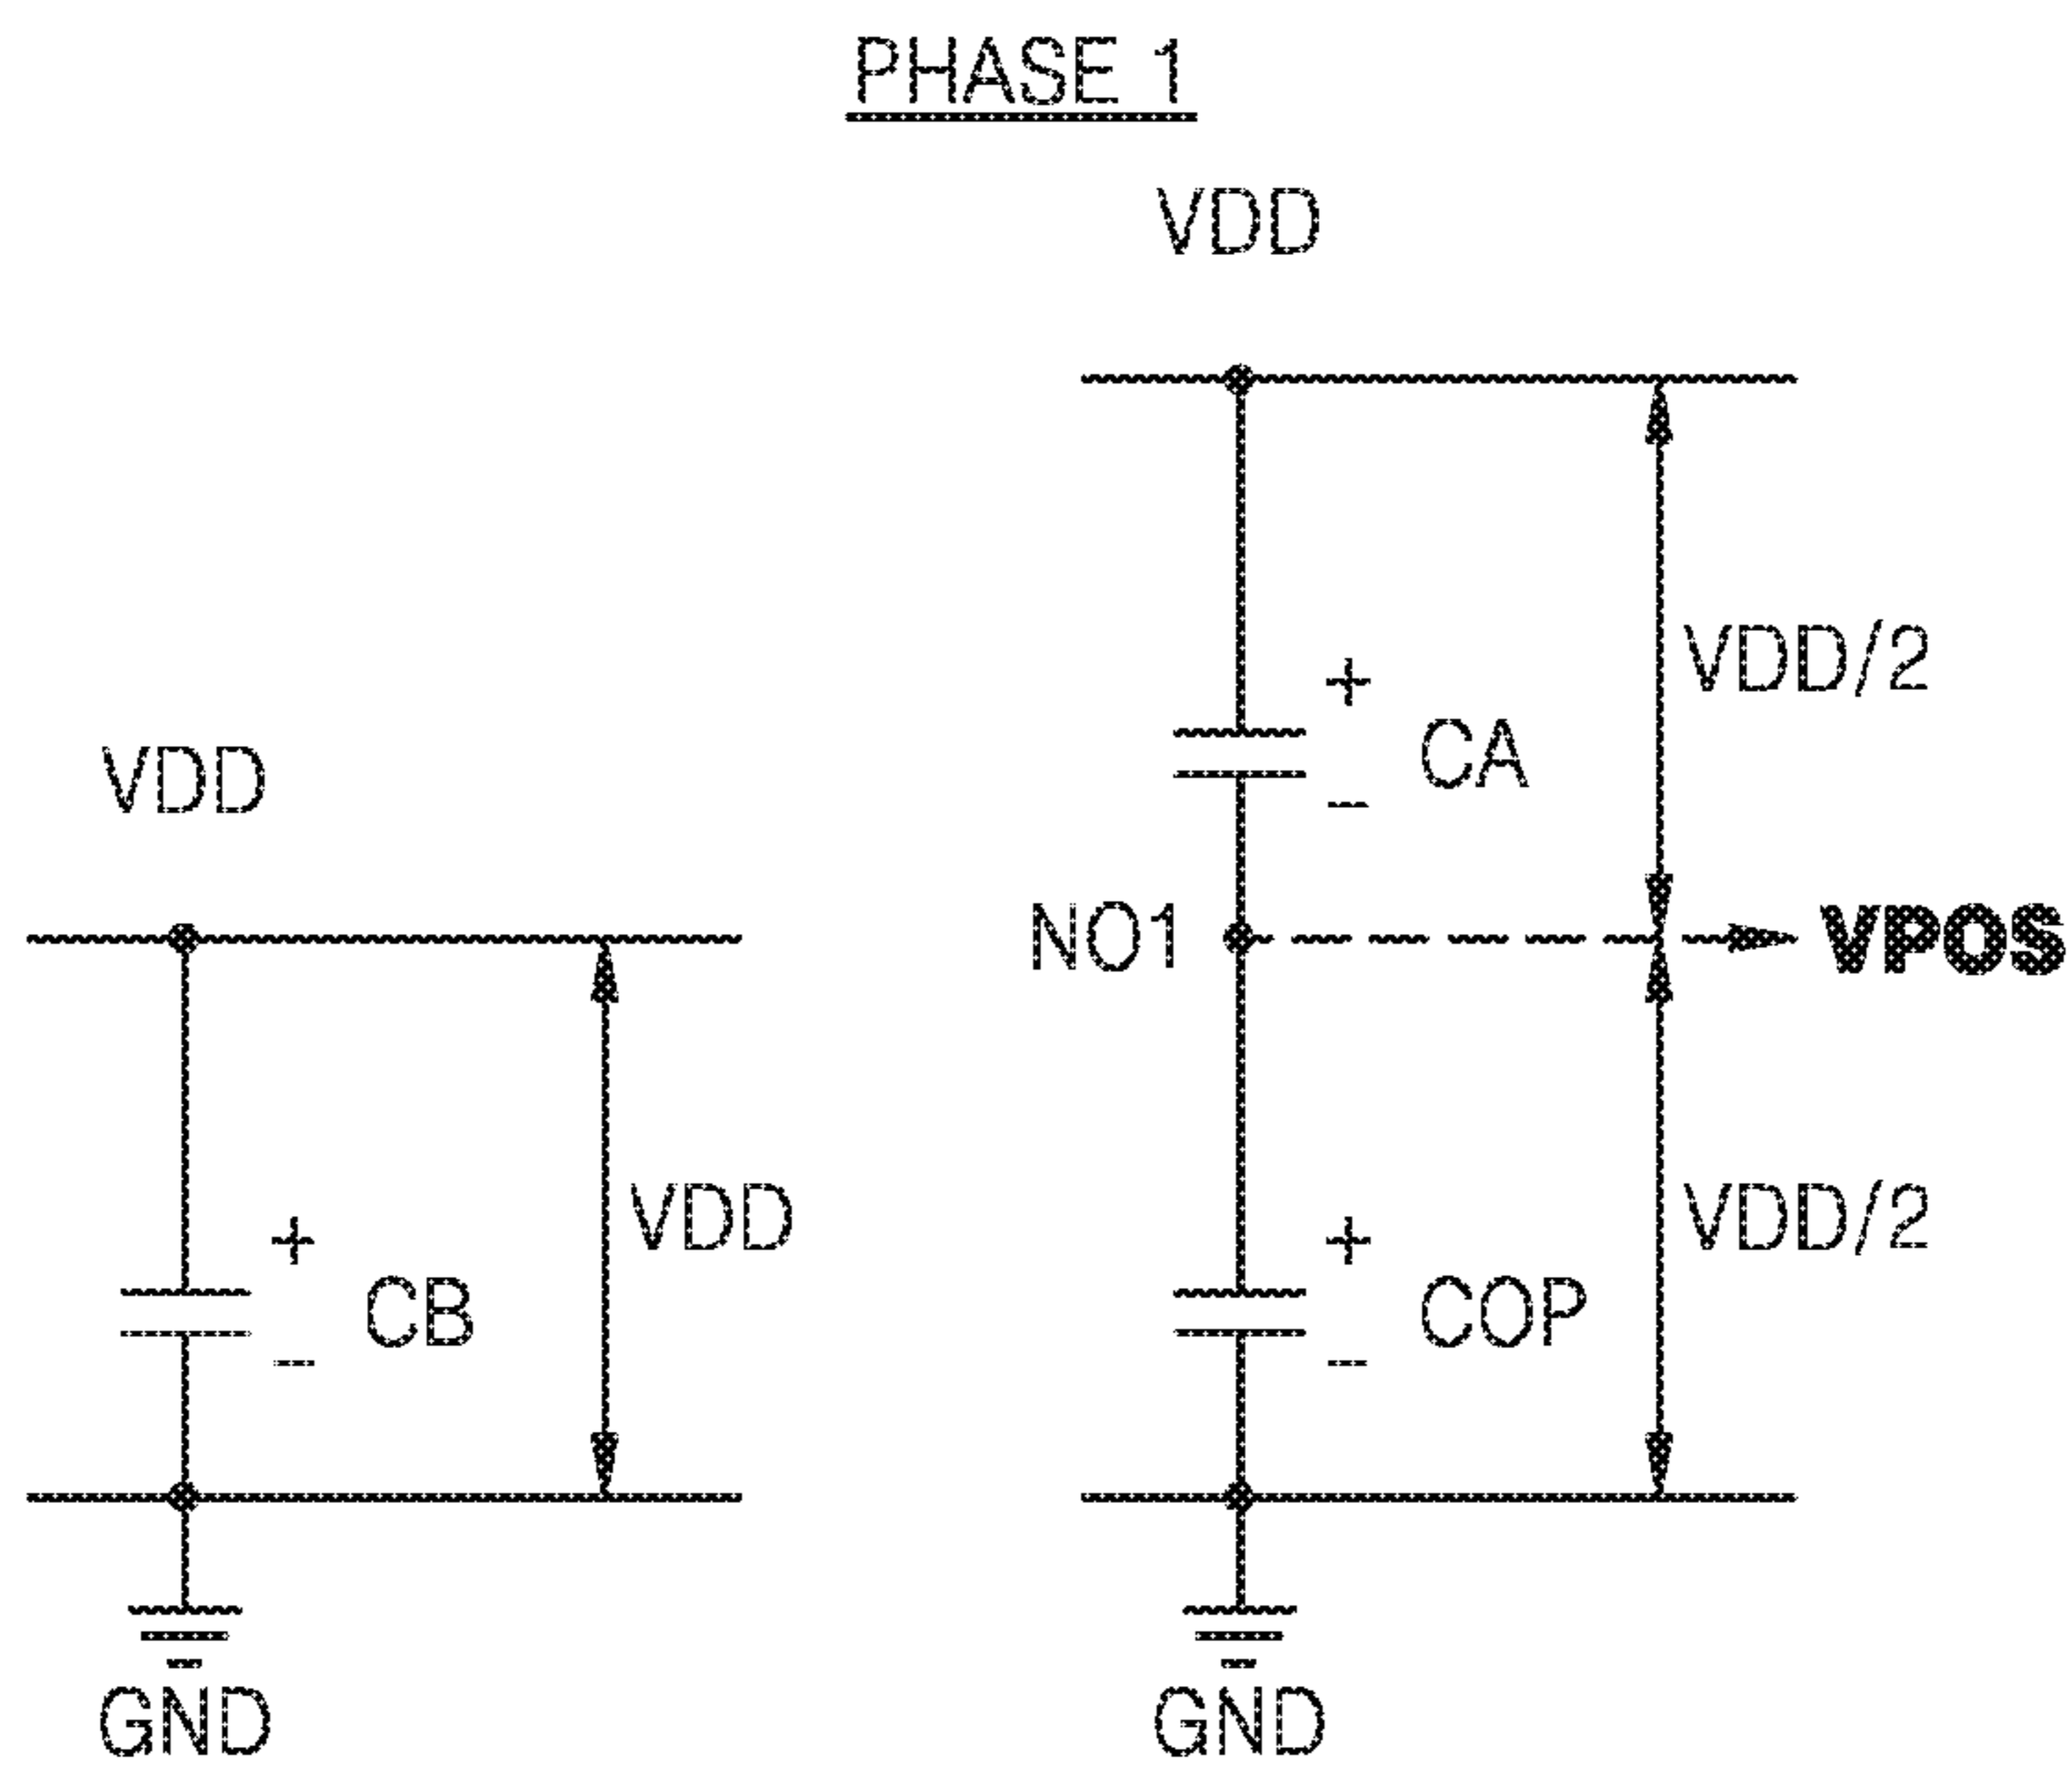 PHASE 1
VDD
VDD/2
+
CA
-
VDD
NO1
VPOS
VDD
VDD/2
+
CB
-
+
COP
-
GND
GND